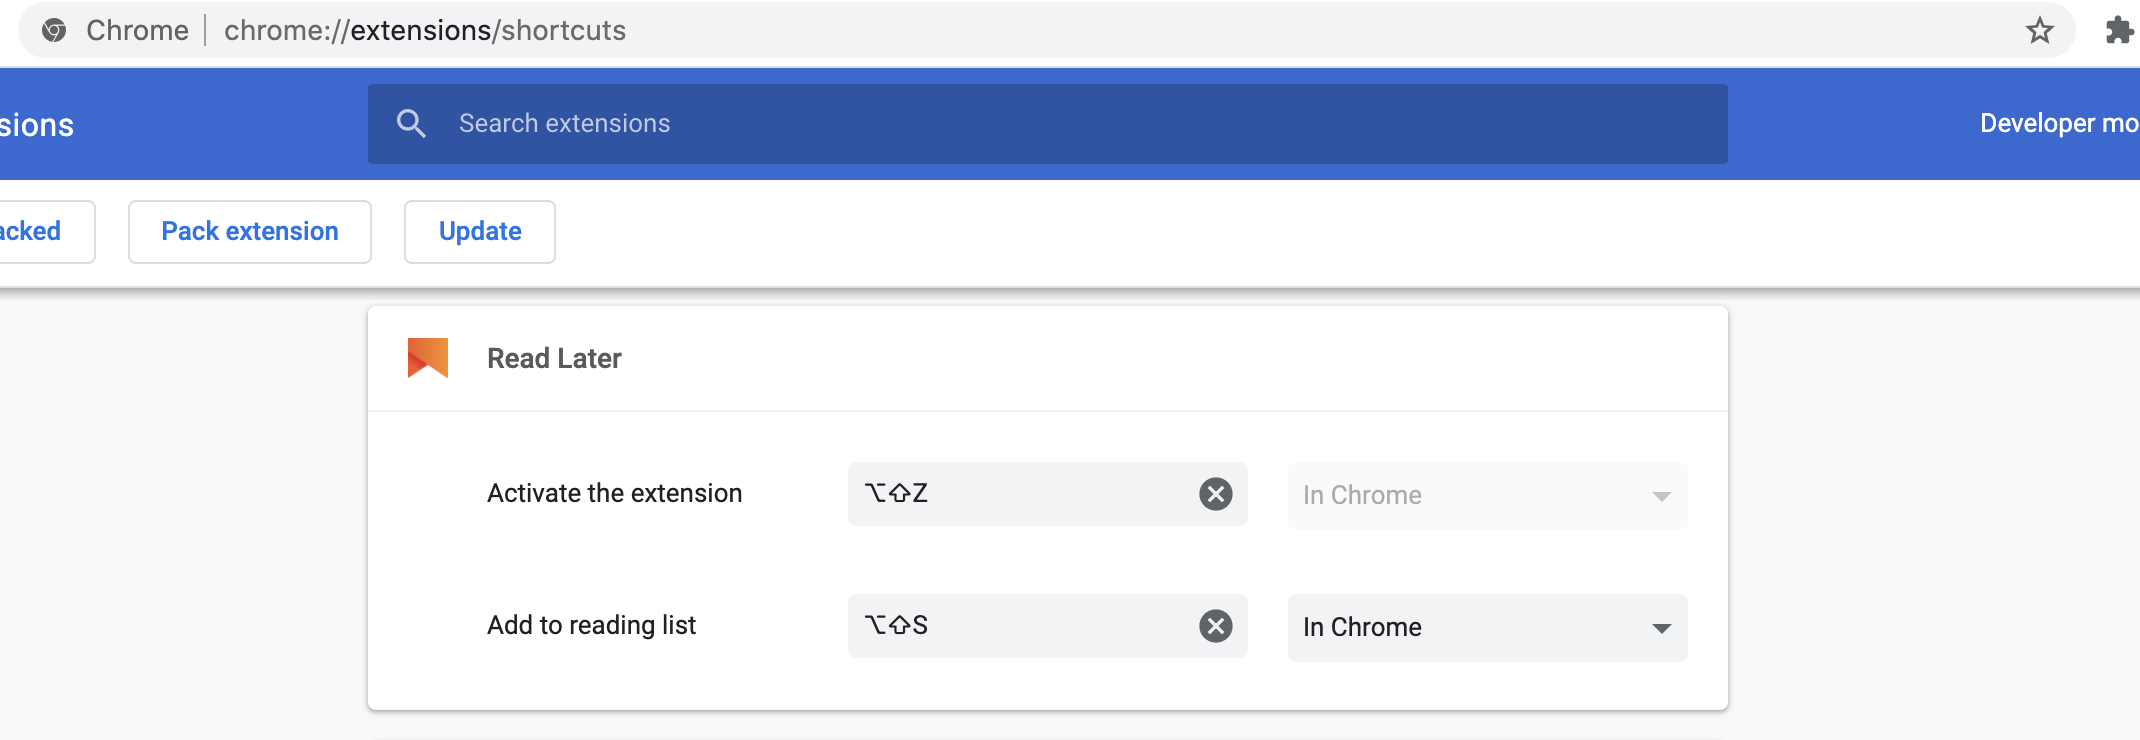 Chrome chrome://extensions/shortcuts
sions Search extensions Developer mo
acked Pack extension Update
Read Later
Activate the extension ⌥⇧Z In Chrome
Add to reading list ⌥⇧S In Chrome